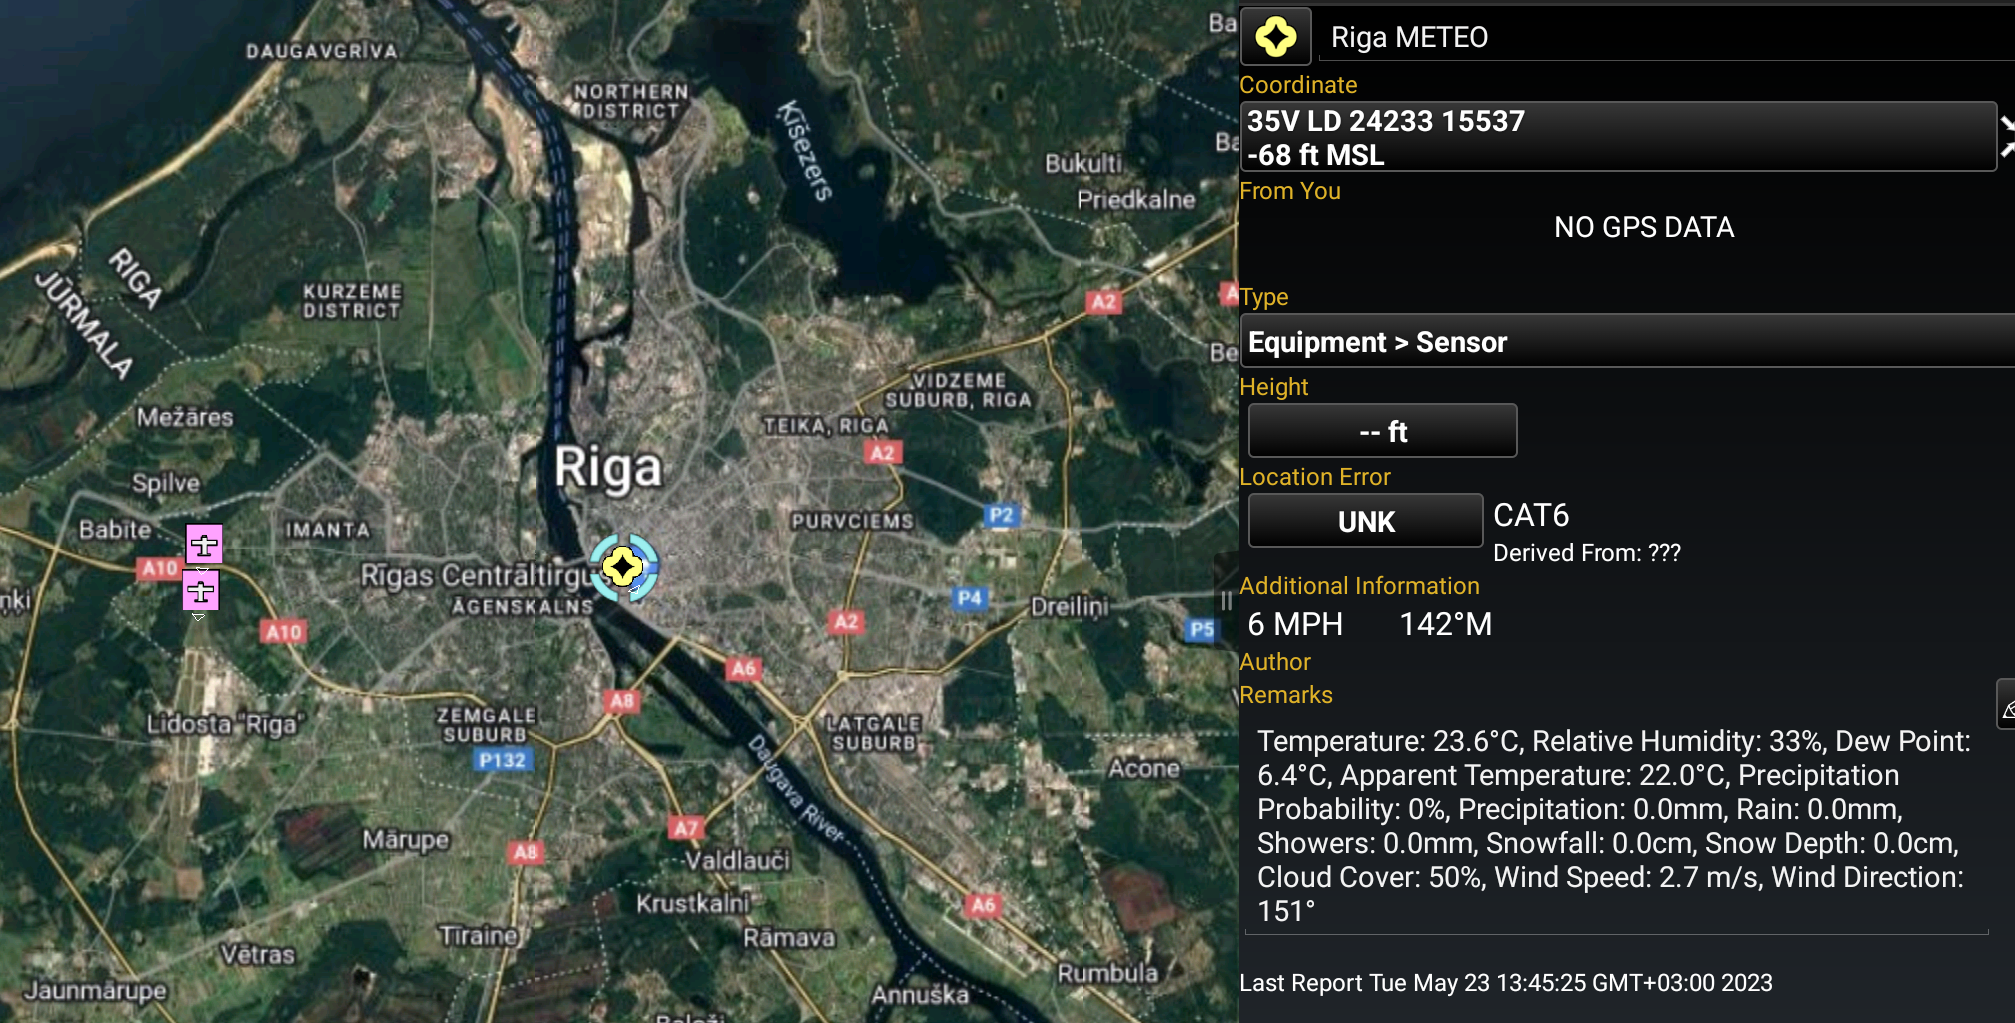 DAUGAVGRĪVA
NORTHERN
DISTRICT
Ķīšezers
Bukulti
Priedkalne
RIGA
JŪRMALA
KURZEME
DISTRICT
A2
VIDZEME
SUBURB, RIGA
Mežāres
TEIKA, RIGA
A2
Riga
Spilve
Babīte
IMANTA
PURVCIEMS
P2
A10
Rīgas Centrāltirgus
ĀGENSKALNS
P4
Dreiliņi
A10
A2
P5
A6
A8
Lidosta "Rīga"
ZEMGALE
SUBURB
LATGALE
SUBURB
P132
Daugava River
Acone
Mārupe
A7
A8
Valdlauči
Krustkalni
A6
Tīraine
Rāmava
Vētras
Rumbula
Jaunmārupe
Annuška
Riga METEO
Coordinate
35V LD 24233 15537
-68 ft MSL
From You
NO GPS DATA
Type
Equipment > Sensor
Height
-- ft
Location Error
UNK
CAT6
Derived From: ???
Additional Information
6 MPH 142°M
Author
Remarks
Temperature: 23.6°C, Relative Humidity: 33%, Dew Point:
6.4°C, Apparent Temperature: 22.0°C, Precipitation
Probability: 0%, Precipitation: 0.0mm, Rain: 0.0mm,
Showers: 0.0mm, Snowfall: 0.0cm, Snow Depth: 0.0cm,
Cloud Cover: 50%, Wind Speed: 2.7 m/s, Wind Direction:
151°
Last Report Tue May 23 13:45:25 GMT+03:00 2023